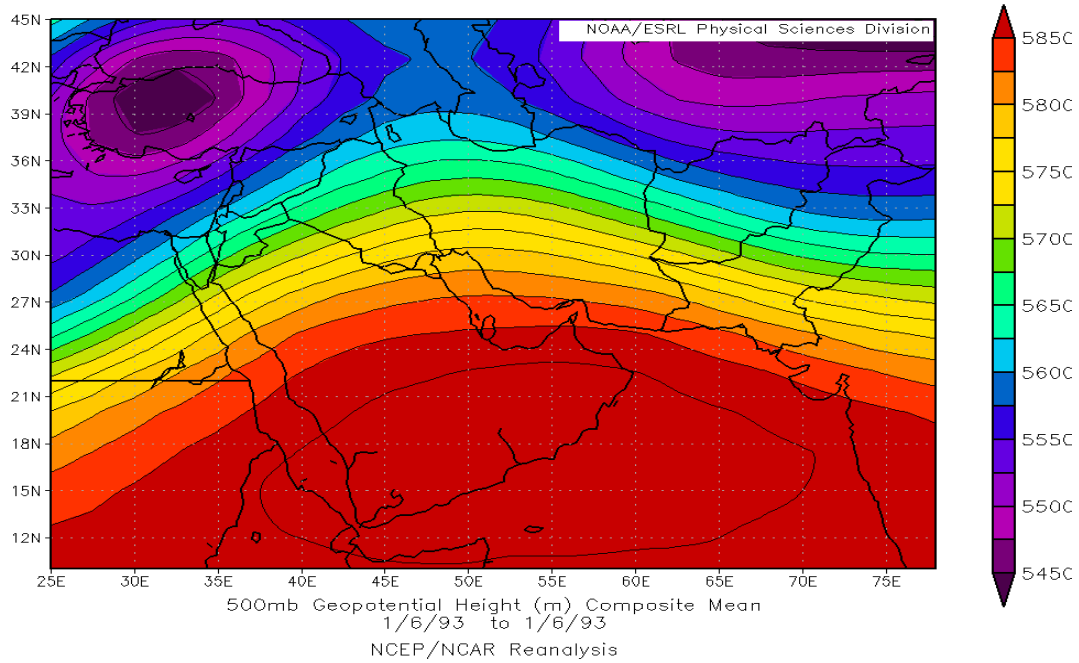 45N
NOAA/ESRL Physical Sciences Division
42N
39N
36N
33N
30N
27N
24N
21N
18N
15N
12N
25E 30E 35E 40E 45E 50E 55E 60E 65E 70E 75E
5850
5800
5750
5700
5650
5600
5550
5500
5450
500mb Geopotential Height (m) Composite Mean
1/6/93 to 1/6/93
NCEP/NCAR Reanalysis